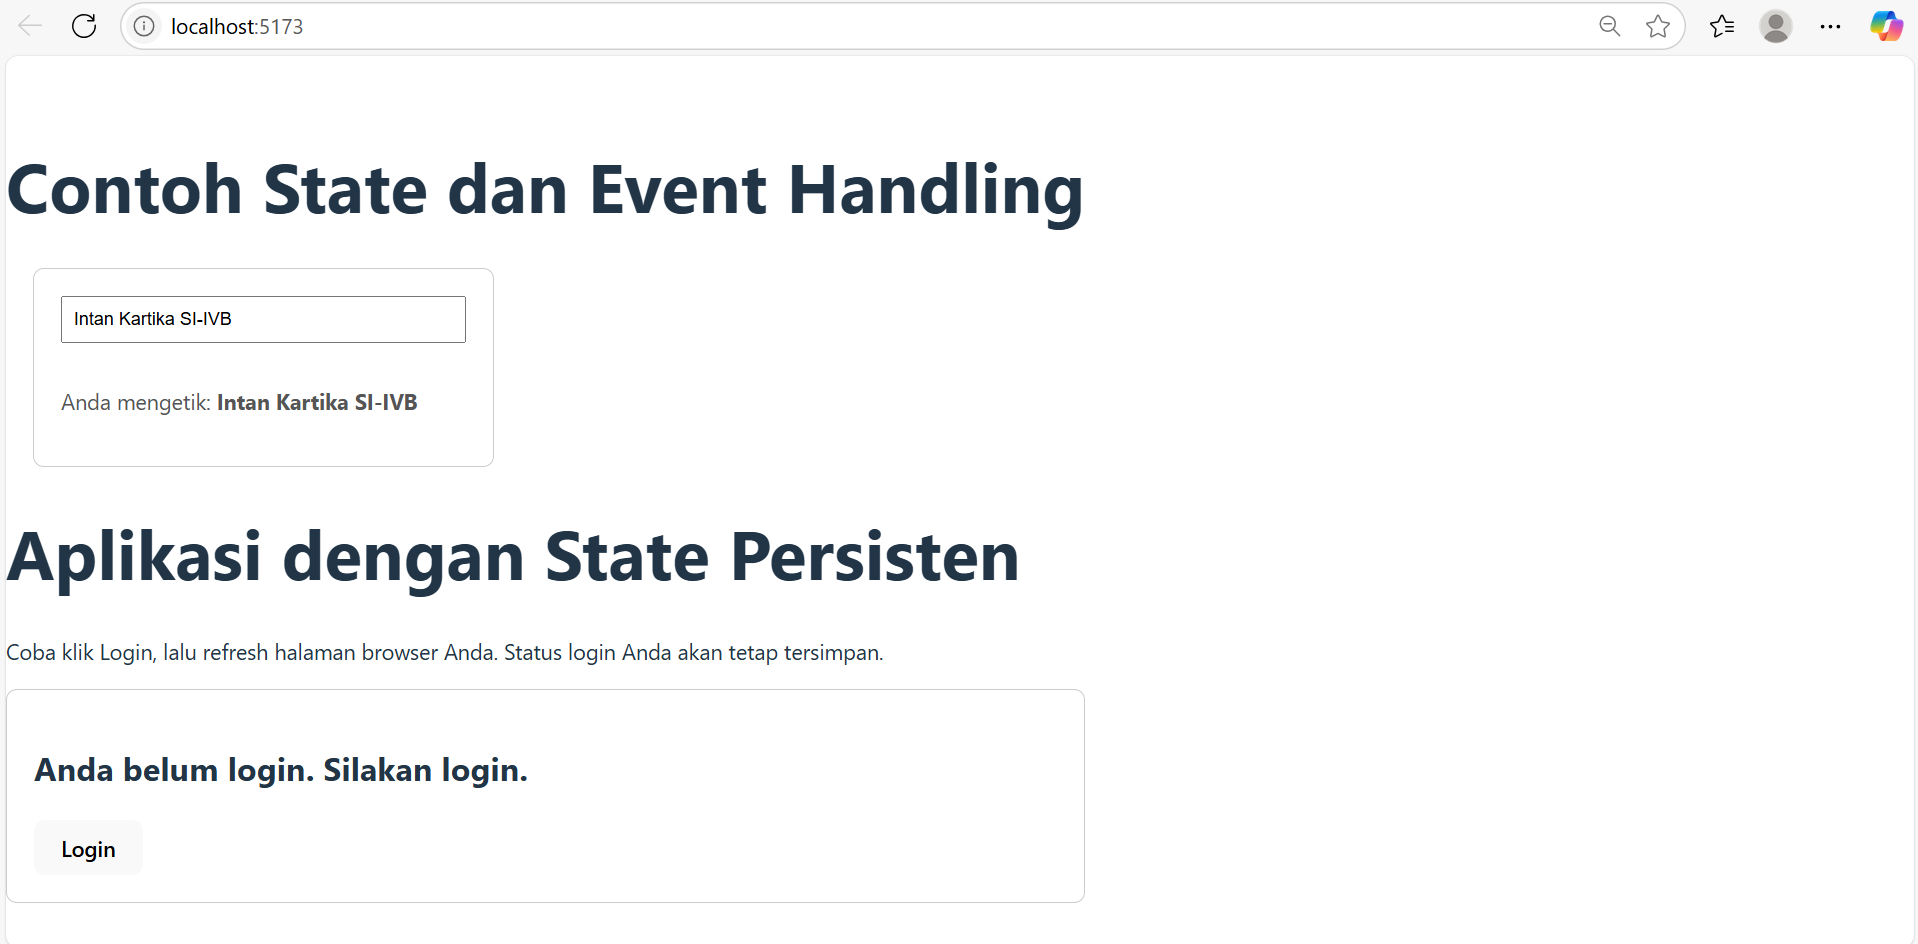 localhost:5173
Contoh State dan Event Handling
Intan Kartika SI-IVB
Anda mengetik: Intan Kartika SI-IVB
Aplikasi dengan State Persisten
Coba klik Login, lalu refresh halaman browser Anda. Status login Anda akan tetap tersimpan.
Anda belum login. Silakan login.
Login